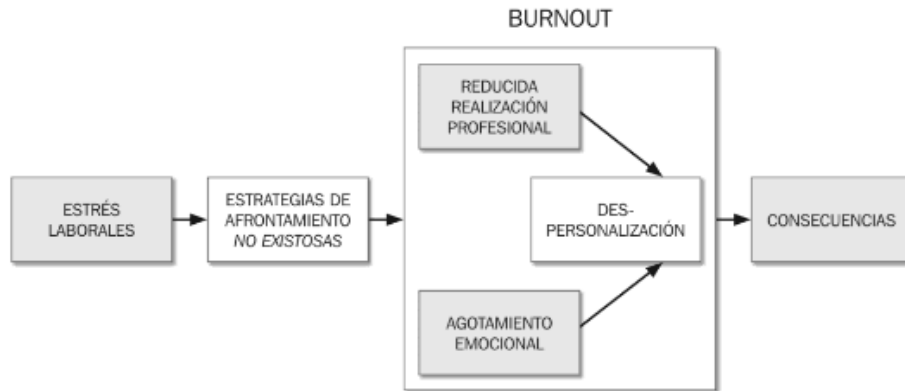 BURNOUT
REDUCIDA
REALIZACIÓN
PROFESIONAL
ESTRÉS
LABORALES
ESTRATEGIAS DE
AFRONTAMIENTO
NO EXISTOSAS
DES-
PERSONALIZACIÓN
CONSECUENCIAS
AGOTAMIENTO
EMOCIONAL